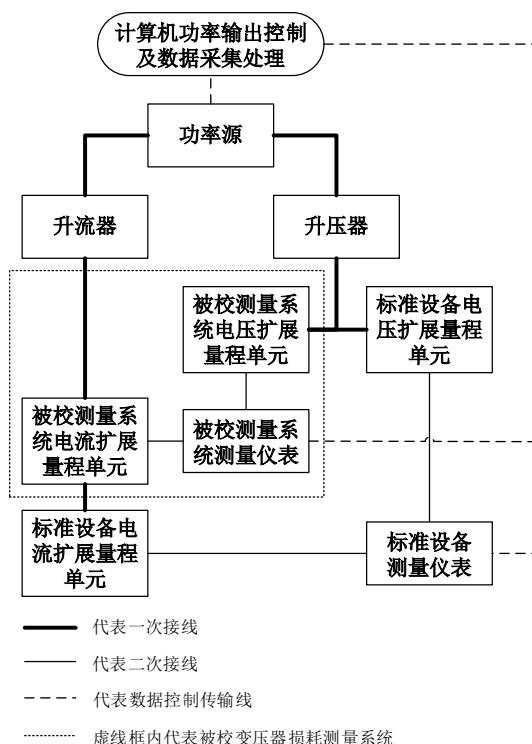 计算机功率输出控制
及数据采集处理
功率源
升流器
升压器
被校测量系
统电压扩展
量程单元
标准设备电
压扩展量程
单元
被校测量系
统电流扩展
量程单元
被校测量系
统测量仪表
标准设备电
流扩展量程
单元
标准设备
测量仪表
代表一次接线
代表二次接线
代表数据控制传输线
虚线框内代表被校变压器损耗测量系统